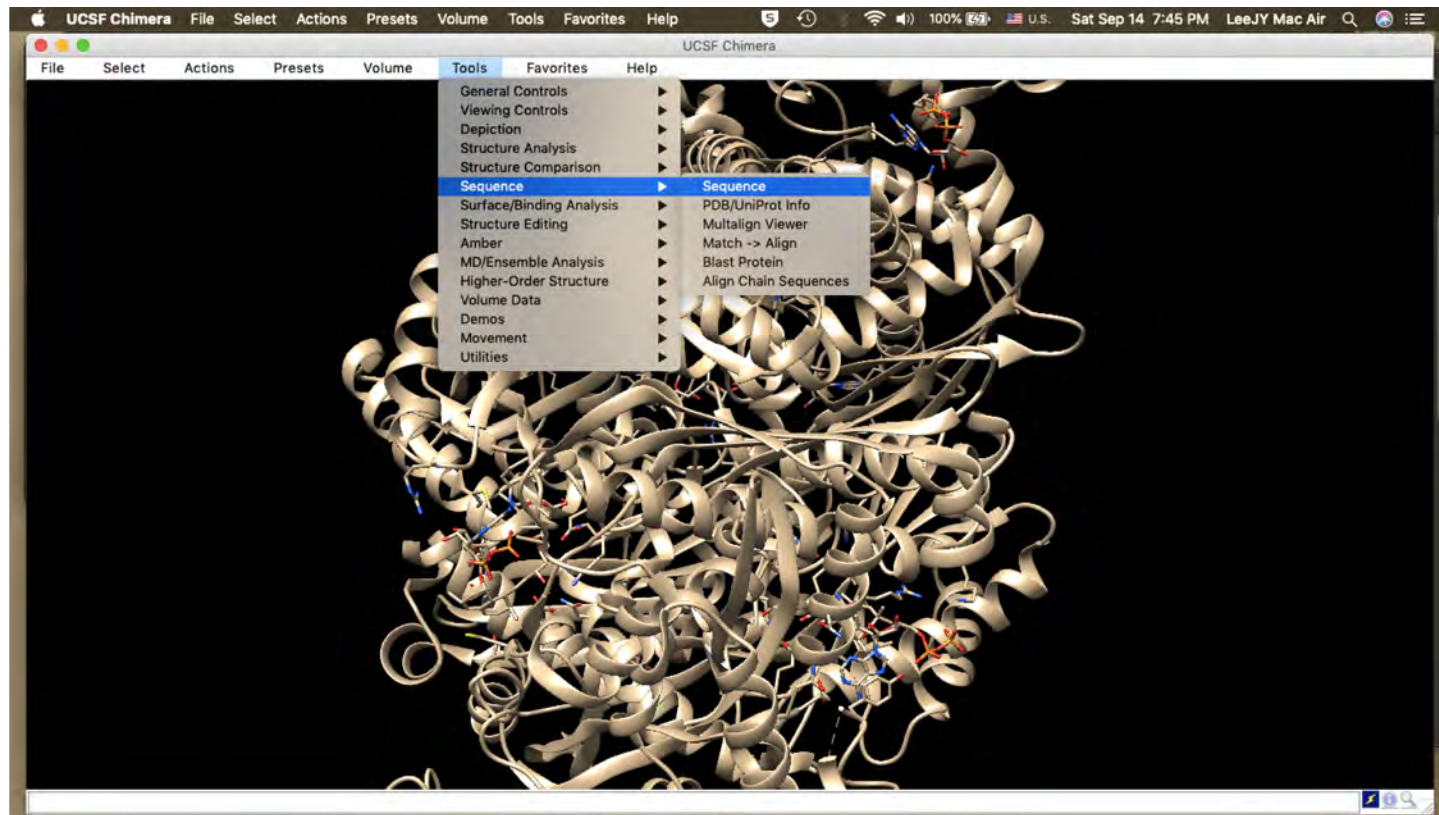 UCSF Chimera File Select Actions Presets Volume Tools Favorites Help 5 100% U.S. Sat Sep 14 7:45 PM LeeJY Mac Air
UCSF Chimera
File Select Actions Presets Volume Tools Favorites Help
General Controls
Viewing Controls
Depiction
Structure Analysis
Structure Comparison
Sequence
Surface/Binding Analysis
Structure Editing
Amber
MD/Ensemble Analysis
Higher-Order Structure
Volume Data
Demos
Movement
Utilities
Sequence
PDB/UniProt Info
Multalign Viewer
Match -> Align
Blast Protein
Align Chain Sequences